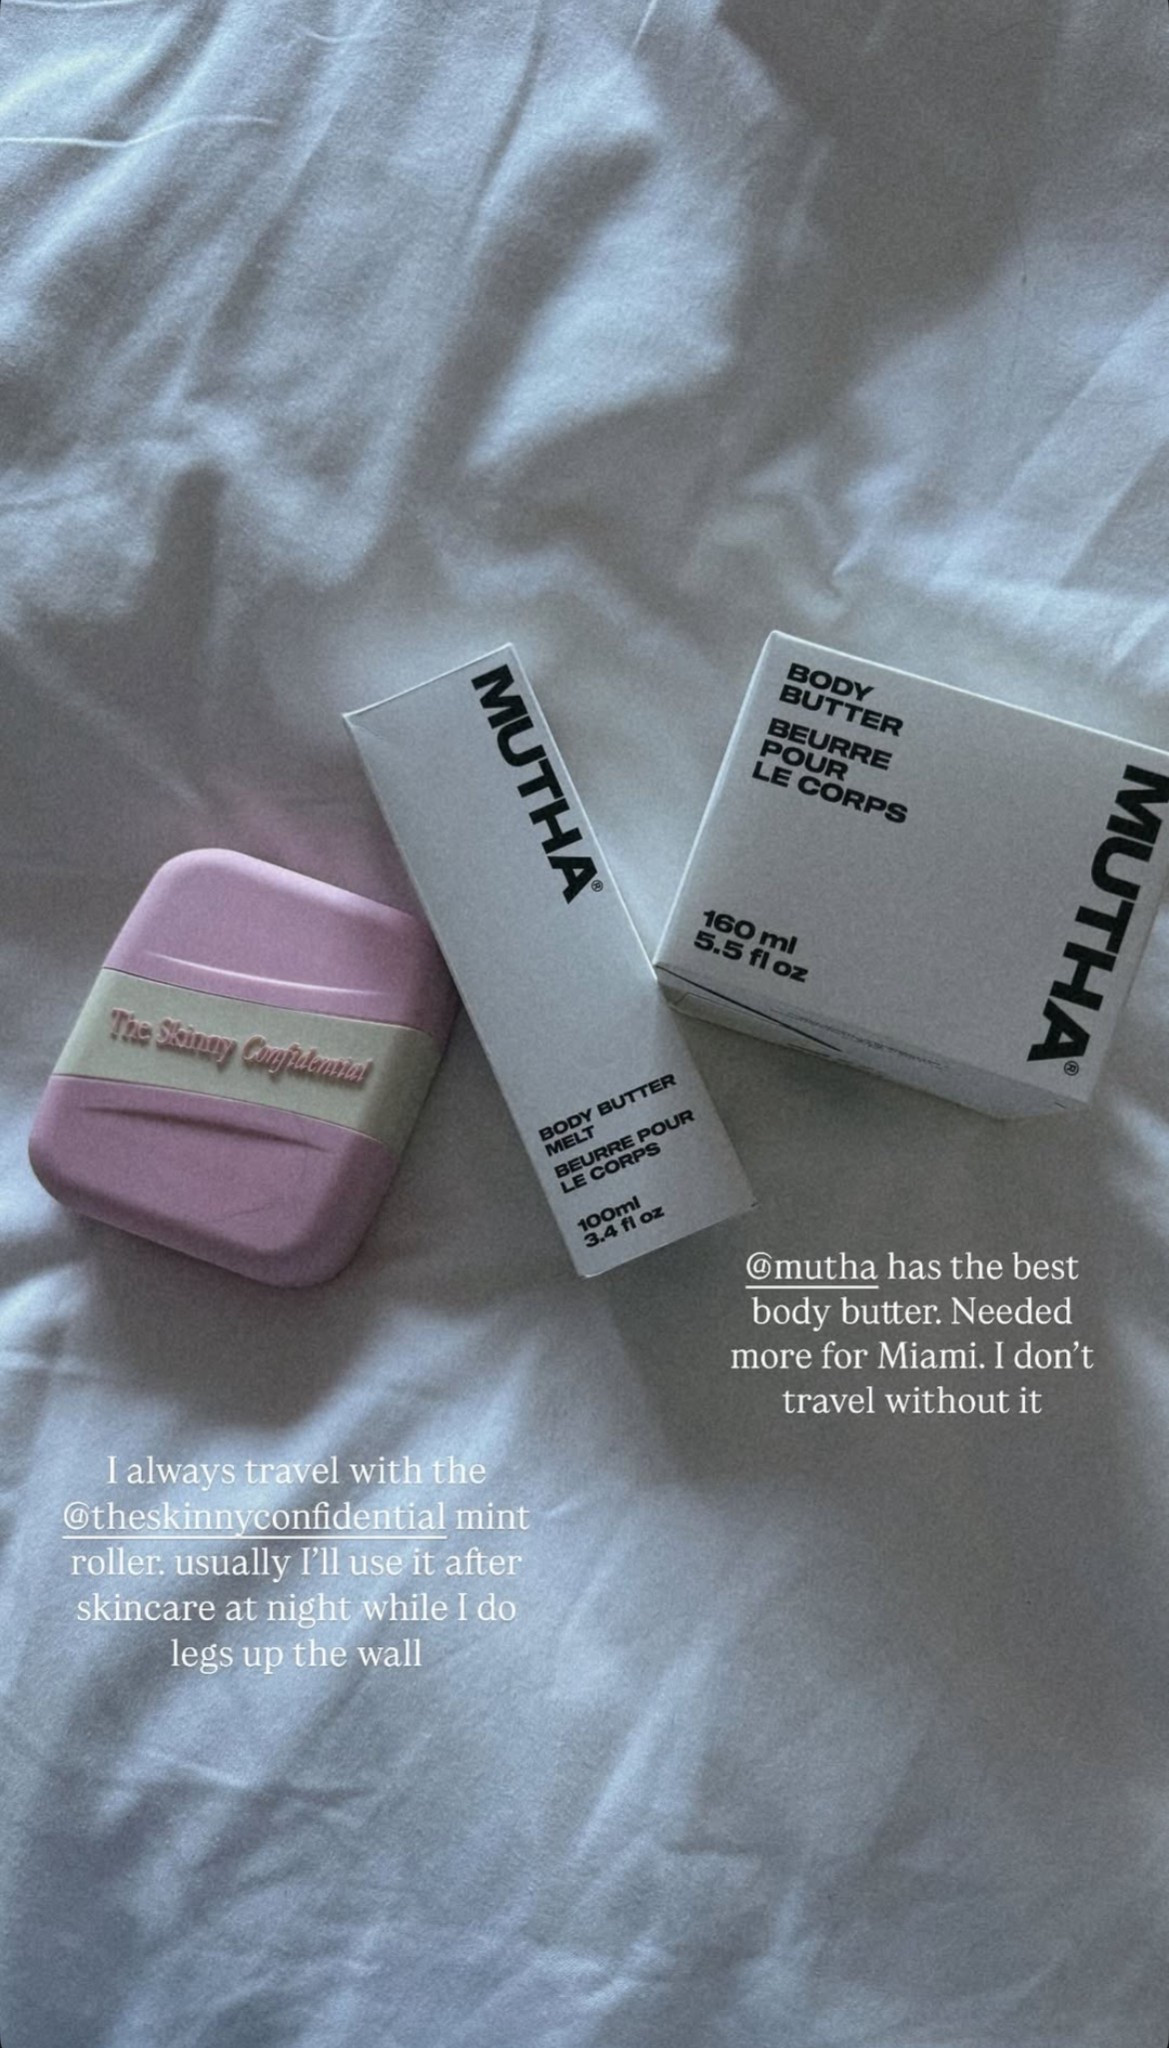 MUTHA®
BODY BUTTER
MELT
BEURRE POUR
LE CORPS
100ml
3.4 fl oz
BODY
BUTTER
BEURRE
POUR
LE CORPS
160 ml
5.5 fl oz
MUTHA®
The Skinny Confidential
@mutha has the best
body butter. Needed
more for Miami. I don’t
travel without it
I always travel with the
@theskinnyconfidential mint
roller. usually I’ll use it after
skincare at night while I do
legs up the wall